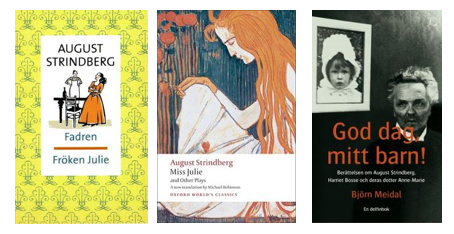 AUGUST
STRINDBERG
Fadren
Fröken Julie
August Strindberg
Miss Julie
and Other Plays
A new translation by Michael Robinson
OXFORD WORLD'S CLASSICS
God dag,
mitt barn!
Berättelsen om August Strindberg,
Harriet Bosse och deras dotter Anne-Marie
Björn Meidal
En delfinbok